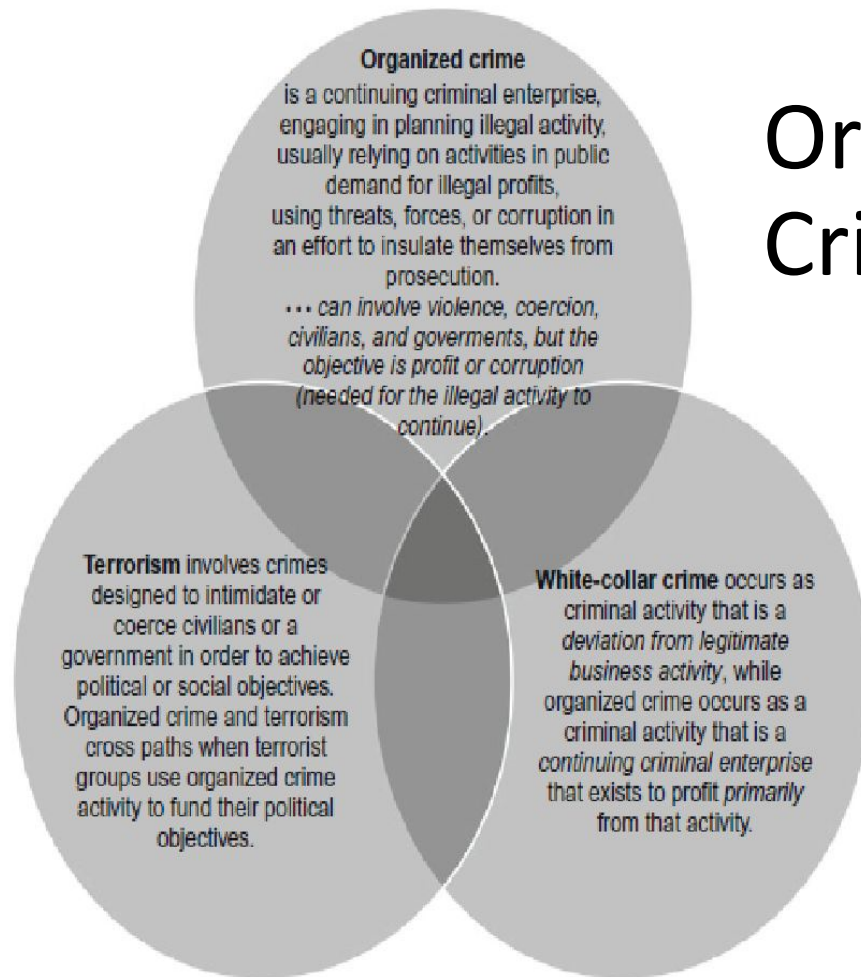 Organized crime
is a continuing criminal enterprise,
engaging in planning illegal activity,
usually relying on activities in public
demand for illegal profits,
using threats, forces, or corruption in
an effort to insulate themselves from
prosecution.
••• can involve violence, coercion,
civilians, and goverments, but the
objective is profit or corruption
(needed for the illegal activity to
continue).
Or
Cri
Terrorism involves crimes
designed to intimidate or
coerce civilians or a
government in order to achieve
political or social objectives.
Organized crime and terrorism
cross paths when terrorist
groups use organized crime
activity to fund their political
objectives.
White-collar crime occurs as
criminal activity that is a
deviation from legitimate
business activity, while
organized crime occurs as a
criminal activity that is a
continuing criminal enterprise
that exists to profit primarily
from that activity.